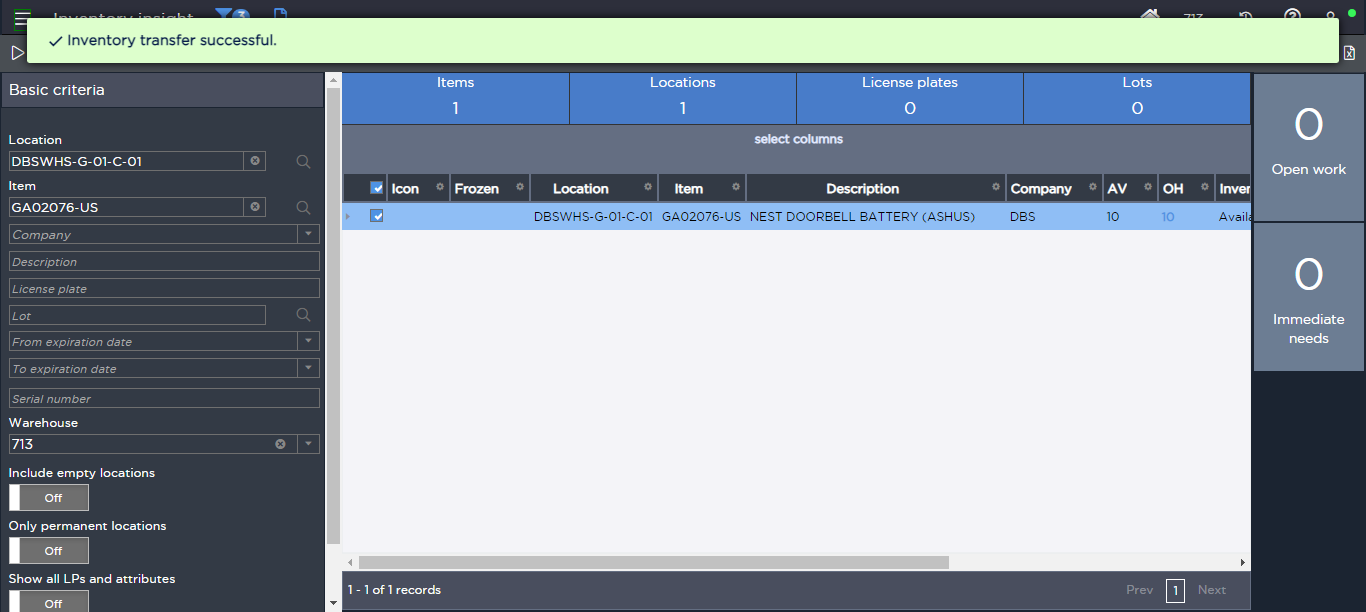 Inventory insight 3
713
Inventory transfer successful.
Basic criteria
Location
DBSWHS-G-01-C-01
Item
GA02076-US
Company
Description
License plate
Lot
From expiration date
To expiration date
Serial number
Warehouse
713
Include empty locations
Off
Only permanent locations
Off
Show all LPs and attributes
Off
Items
1
Locations
1
License plates
0
Lots
0
select columns
Icon Frozen Location Item Description Company AV OH Inver
DBSWHS-G-01-C-01 GA02076-US NEST DOORBELL BATTERY (ASHUS) DBS 10 10 Availa
1 - 1 of 1 records
Prev 1 Next
0
Open work
0
Immediate
needs